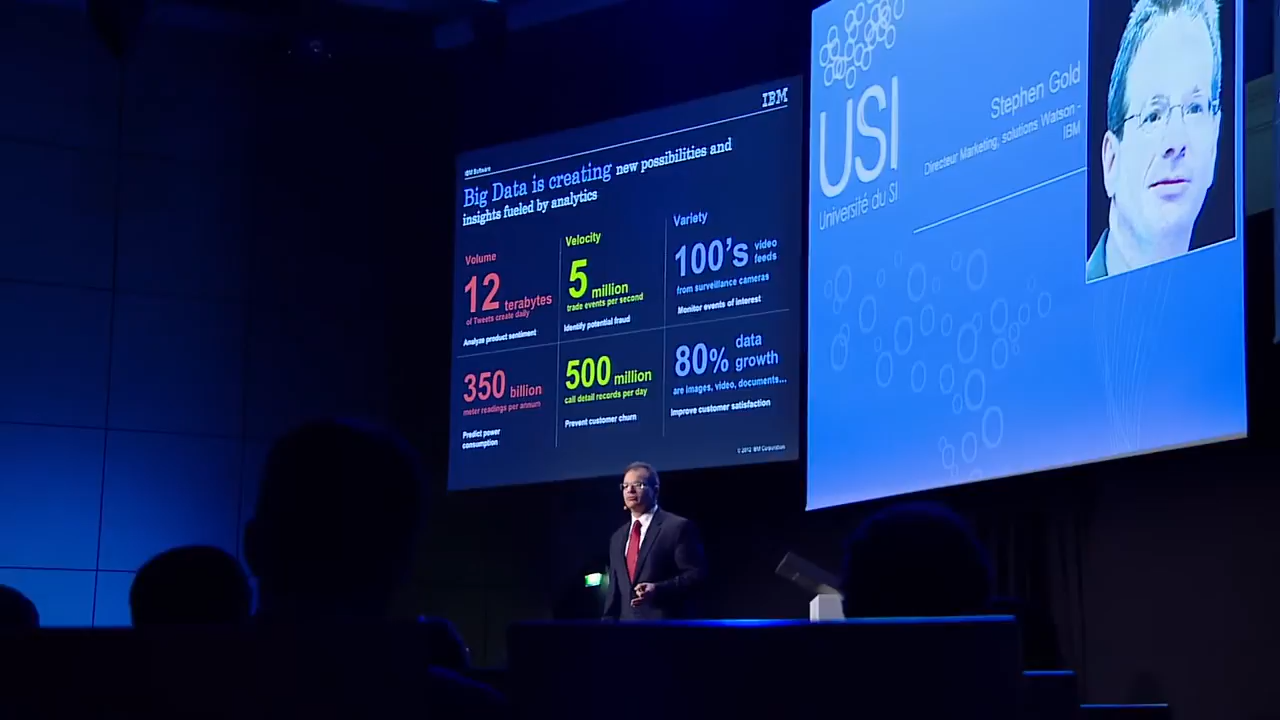 IBM
IBM Software
Big Data is creating new possibilities and
insights fueled by analytics
Volume
12 terabytes
of Tweets create daily
Analyze product sentiment
350 billion
meter readings per annum
Predict power
consumption
Velocity
5 million
trade events per second
Identify potential fraud
500 million
call detail records per day
Prevent customer churn
Variety
100's video
feeds
from surveillance cameras
Monitor events of interest
80% data
growth
are images, video, documents...
Improve customer satisfaction
© 2012 IBM Corporation
USI
Université du SI
Stephen Gold
Directeur Marketing, solutions Watson -
IBM